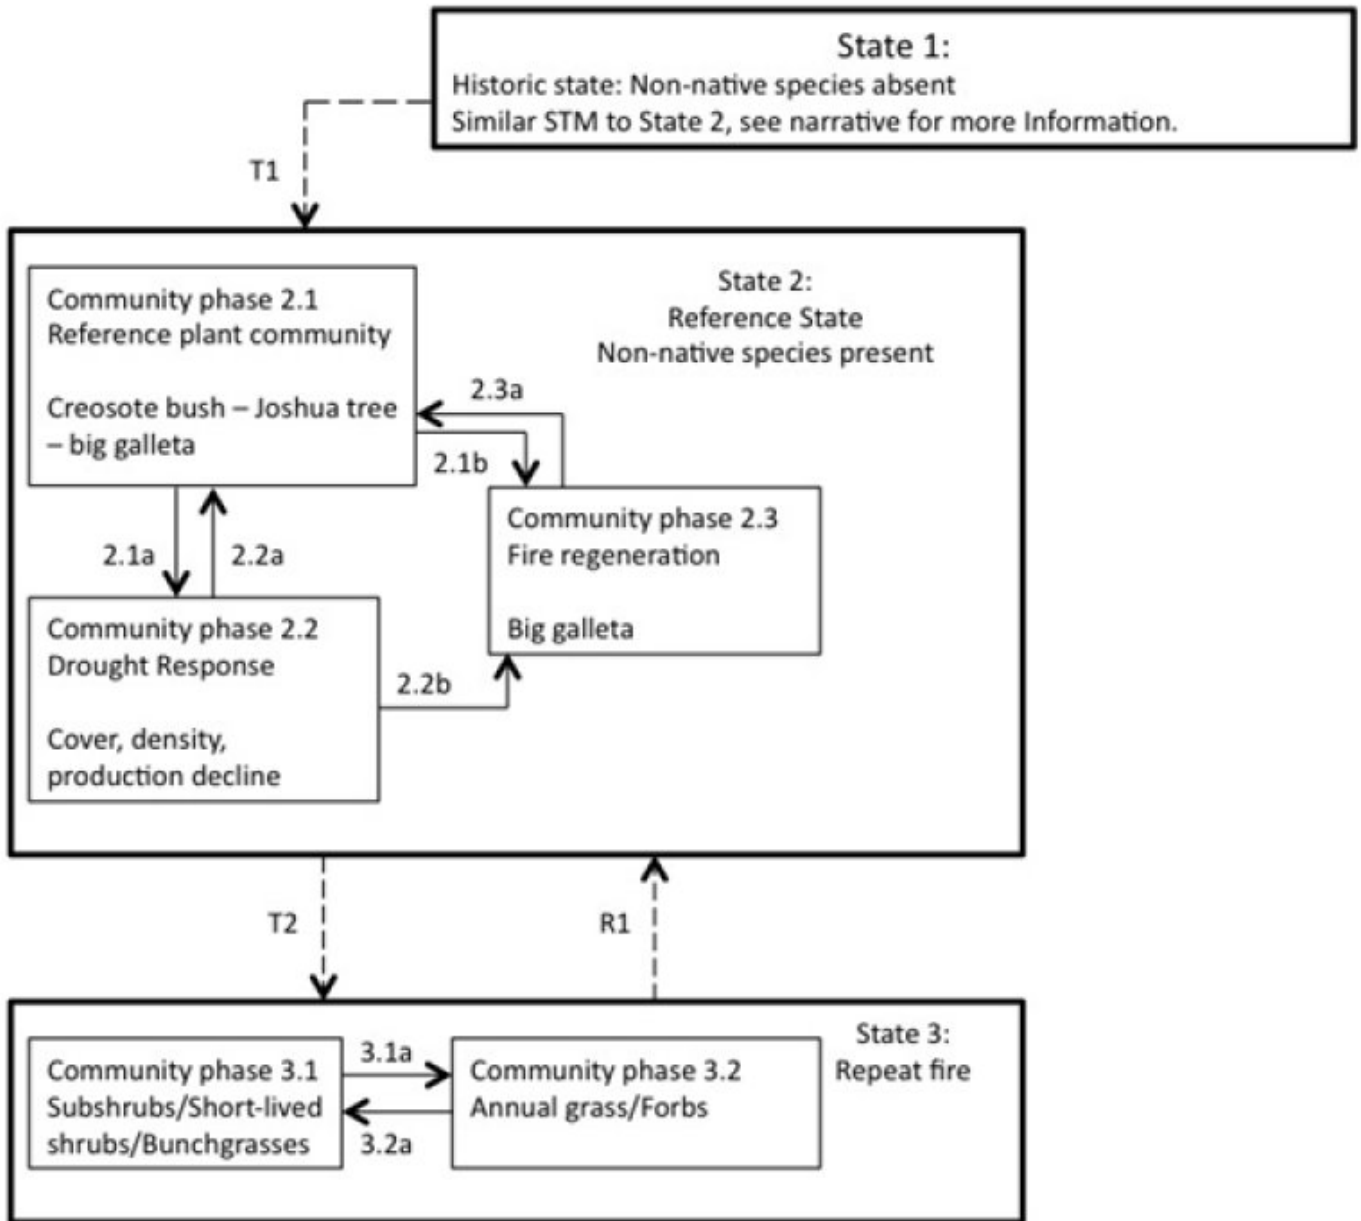 State 1:
Historic state: Non-native species absent
Similar STM to State 2, see narrative for more Information.
T1
Community phase 2.1
Reference plant community
Creosote bush – Joshua tree
– big galleta
State 2:
Reference State
Non-native species present
2.3a
2.1b
2.1a
2.2a
Community phase 2.3
Fire regeneration
Big galleta
Community phase 2.2
Drought Response
Cover, density,
production decline
2.2b
T2
R1
State 3:
Repeat fire
Community phase 3.1
Subshrubs/Short-lived
shrubs/Bunchgrasses
3.1a
3.2a
Community phase 3.2
Annual grass/Forbs